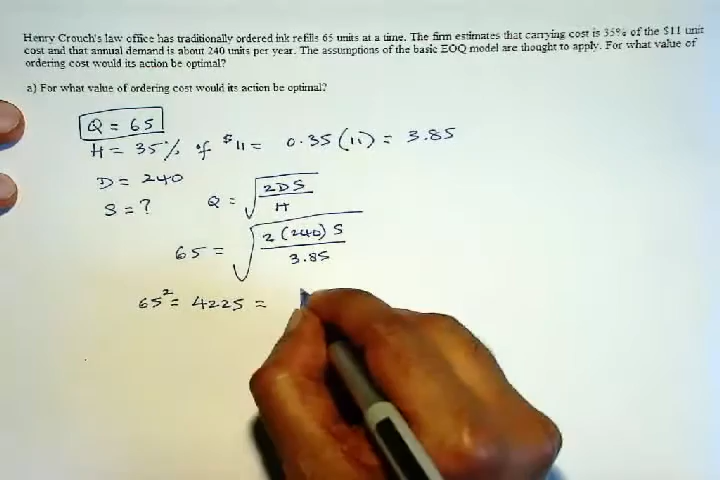 Henry Crouch's law office has traditionally ordered ink refills 65 units at a time. The firm estimates that carrying cost is 35% of the $11 unit
cost and that annual demand is about 240 units per year. The assumptions of the basic EOQ model are thought to apply. For what value of
ordering cost would its action be optimal?
a) For what value of ordering cost would its action be optimal?
Q = 65
H = 35% of $11 = 0.35 (11) = 3.85
D = 240
S = ?
Q = √2DS/H
65 = √2(240)S/3.85
65² = 4225 =